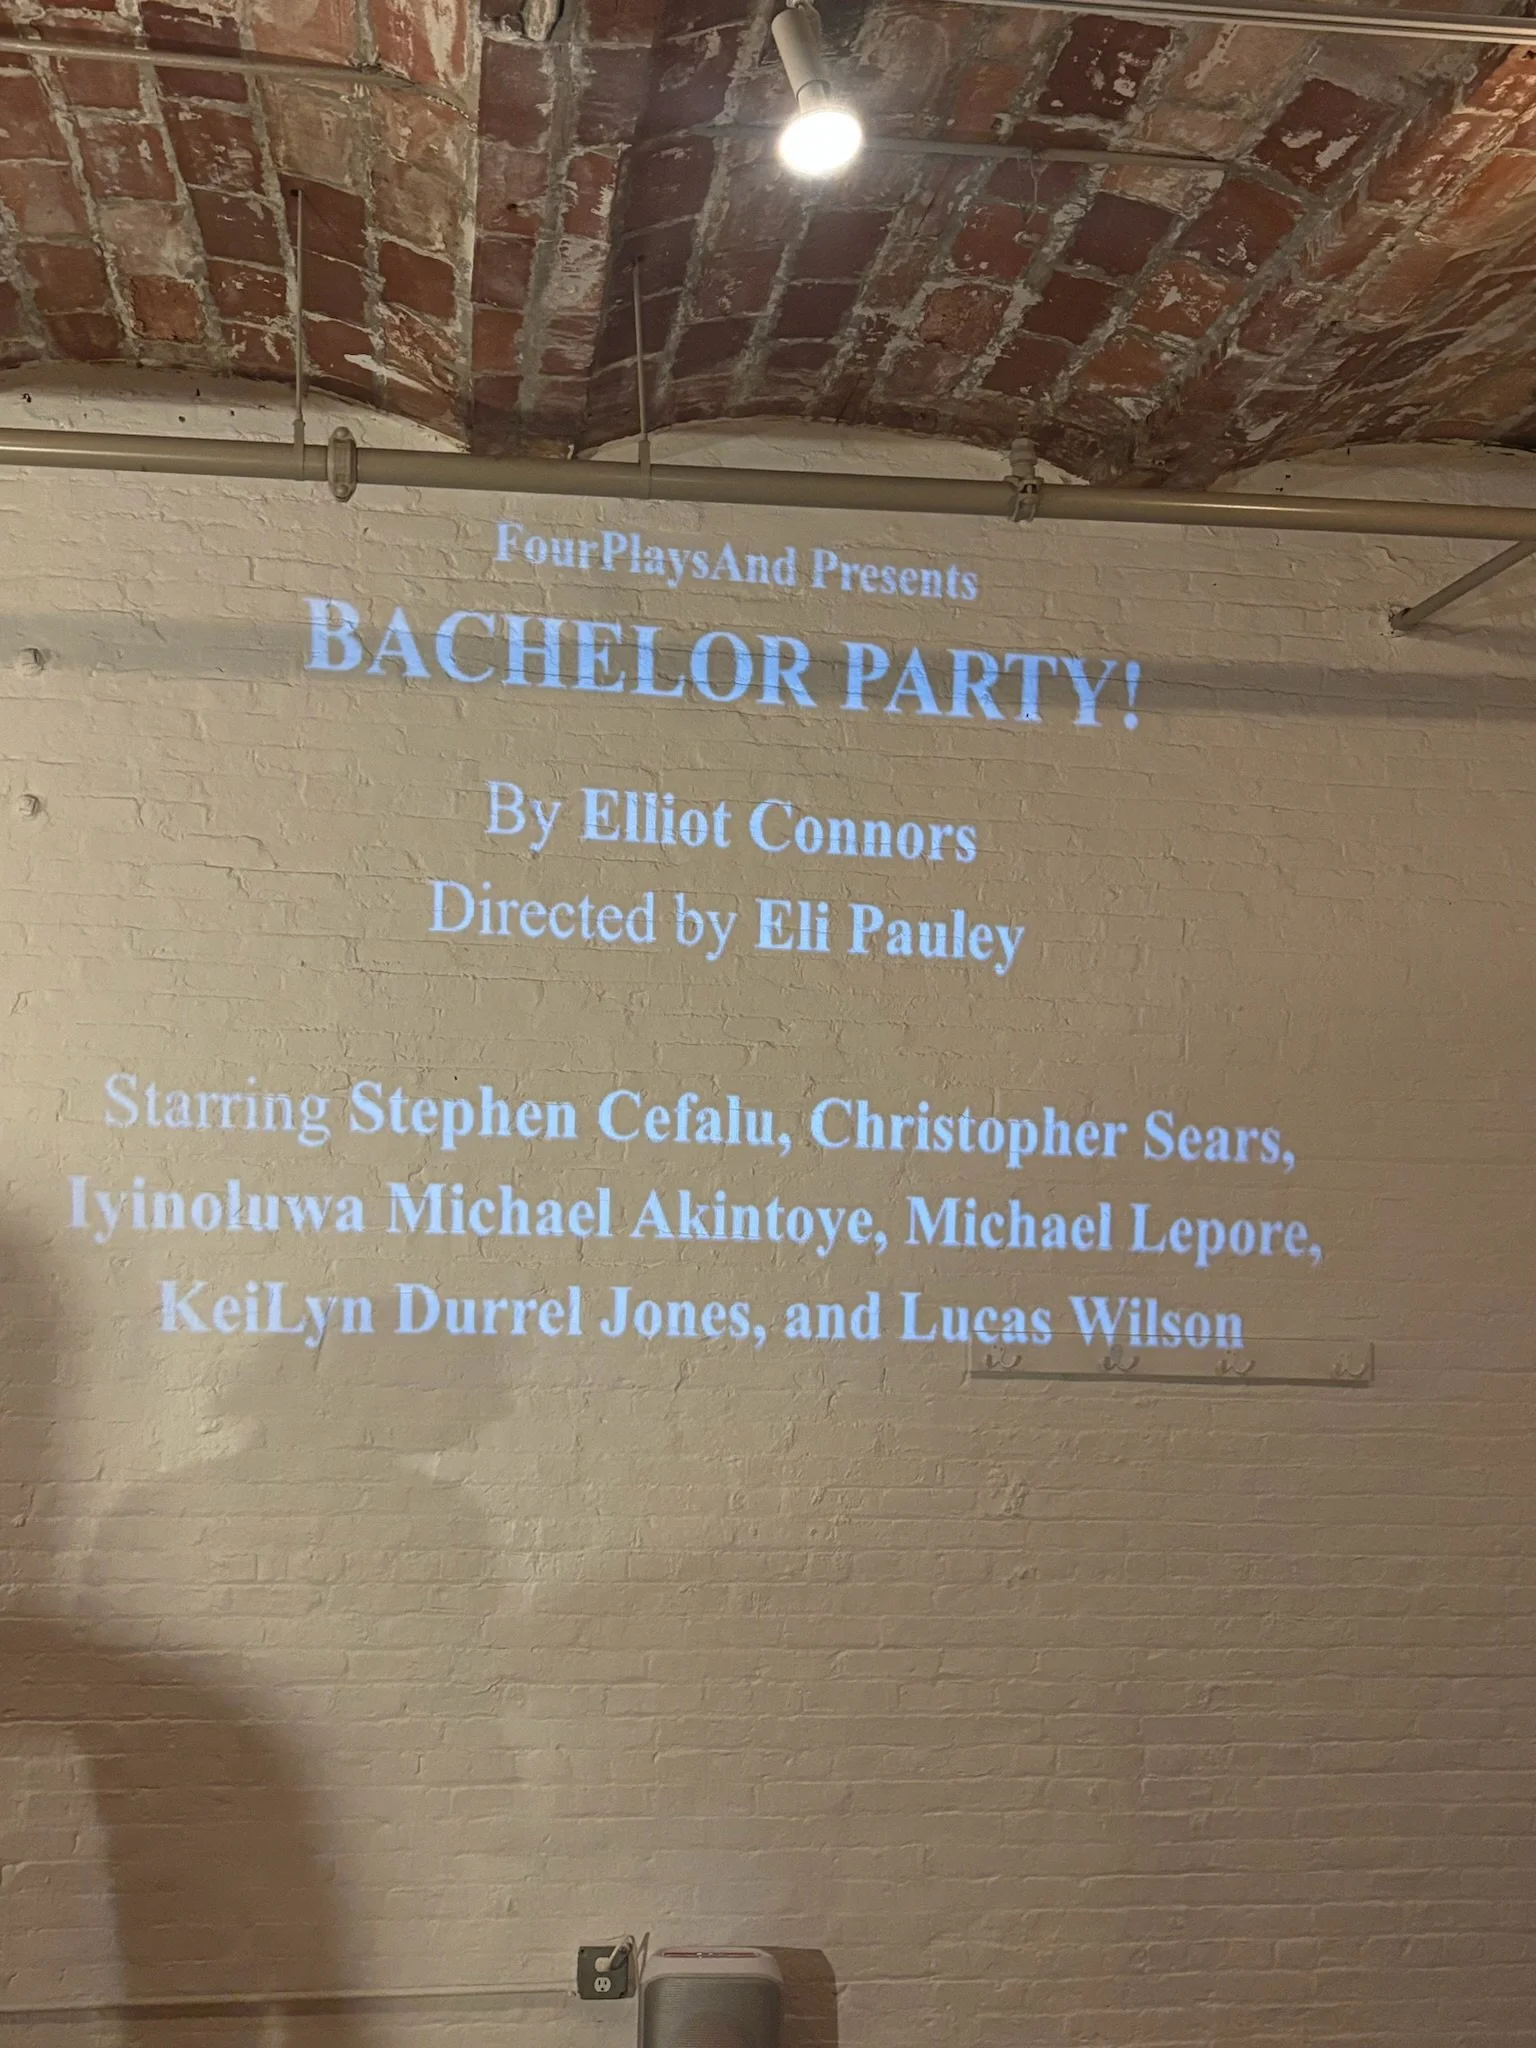 FourPlaysAnd Presents
BACHELOR PARTY!
By Elliot Connors
Directed by Eli Pauley
Starring Stephen Cefalu, Christopher Sears,
Iyinoluwa Michael Akintoye, Michael Lepore,
KeiLyn Durrel Jones, and Lucas Wilson